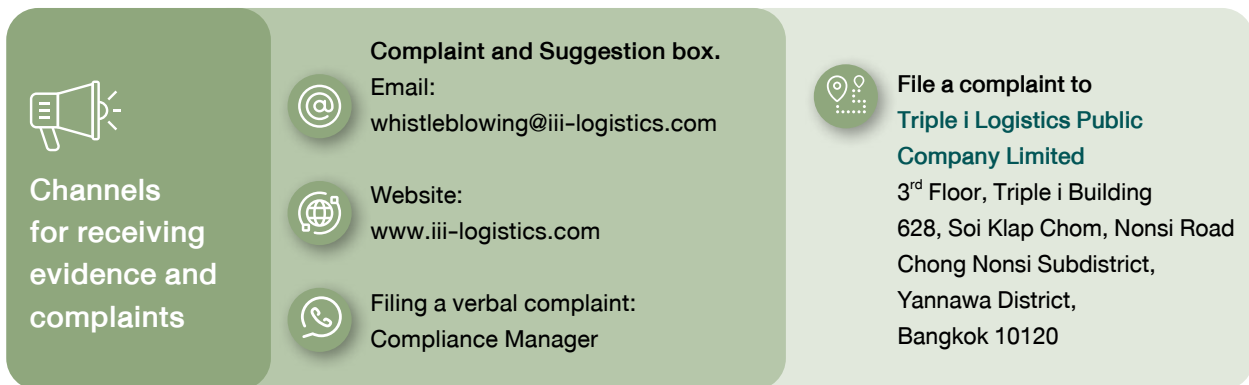 Channels
for receiving
evidence and
complaints
Complaint and Suggestion box.
Email:
whistleblowing@iii-logistics.com
Website:
www.iii-logistics.com
Filing a verbal complaint:
Compliance Manager
File a complaint to
Triple i Logistics Public
Company Limited
3rd Floor, Triple i Building
628, Soi Klap Chom, Nonsi Road
Chong Nonsi Subdistrict,
Yannawa District,
Bangkok 10120